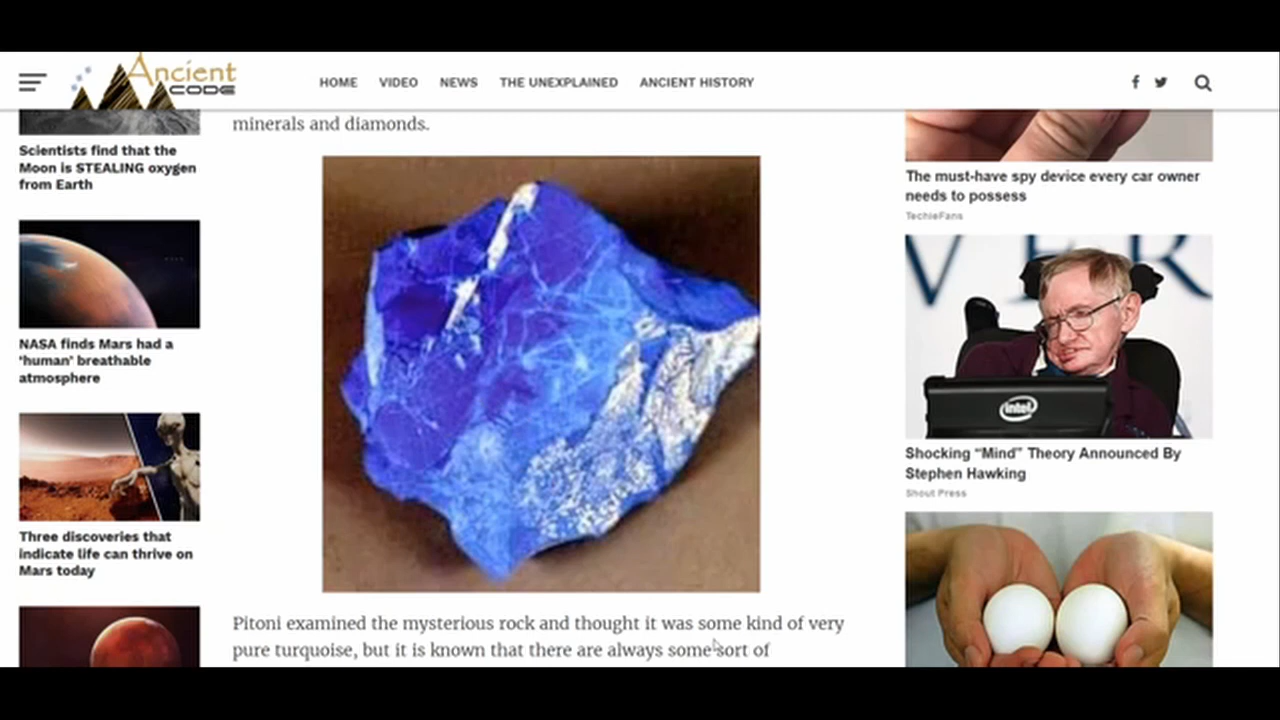 Ancient
CODE
HOME VIDEO NEWS THE UNEXPLAINED ANCIENT HISTORY
Scientists find that the
Moon is STEALING oxygen
from Earth
NASA finds Mars had a
‘human’ breathable
atmosphere
Three discoveries that
indicate life can thrive on
Mars today
minerals and diamonds.
Pitoni examined the mysterious rock and thought it was some kind of very
pure turquoise, but it is known that there are always some sort of
The must-have spy device every car owner
needs to possess
TechieFans
V E R
intel
Shocking “Mind” Theory Announced By
Stephen Hawking
Shout Press